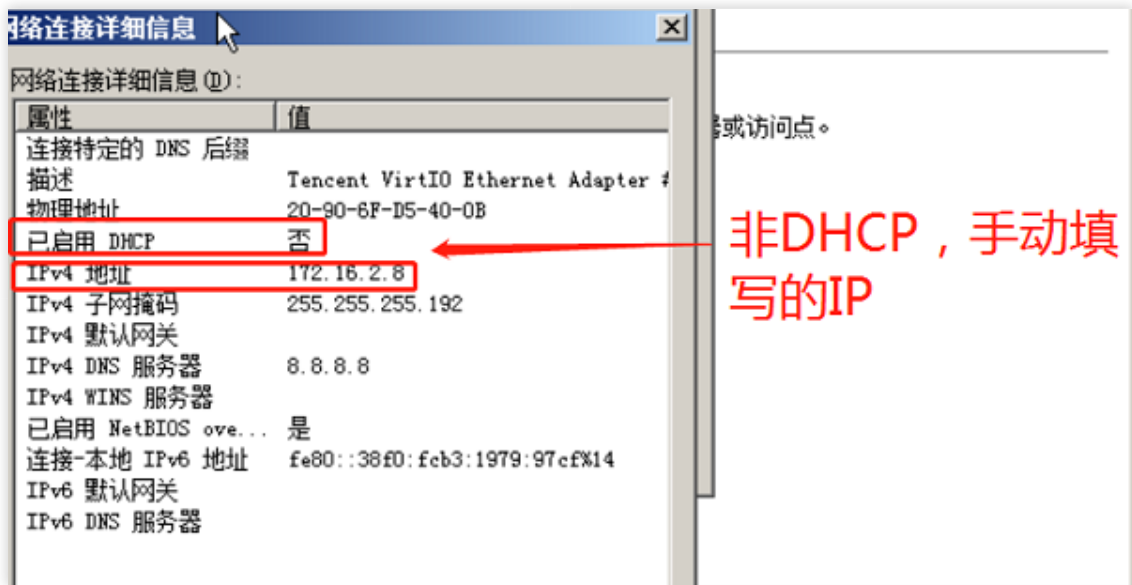 网络连接详细信息
网络连接详细信息(D):
属性 值
连接特定的 DNS 后缀
描述 Tencent VirtIO Ethernet Adapter #
物理地址 20-90-6F-D5-40-0B
已启用 DHCP 否
IPv4 地址 172.16.2.8
IPv4 子网掩码 255.255.255.192
IPv4 默认网关
IPv4 DNS 服务器 8.8.8.8
IPv4 WINS 服务器
已启用 NetBIOS ove... 是
连接-本地 IPv6 地址 fe80::38f0:fcb3:1979:97cf%14
IPv6 默认网关
IPv6 DNS 服务器
或访问点。
非DHCP，手动填
写的IP